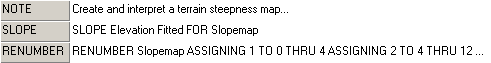 NOTE Create and interpret a terrain steepness map...
SLOPE SLOPE Elevation Fitted FOR Slopemap
RENUMBER RENUMBER Slopemap ASSIGNING 1 TO 0 THRU 4 ASSIGNING 2 TO 4 THRU 12 ...